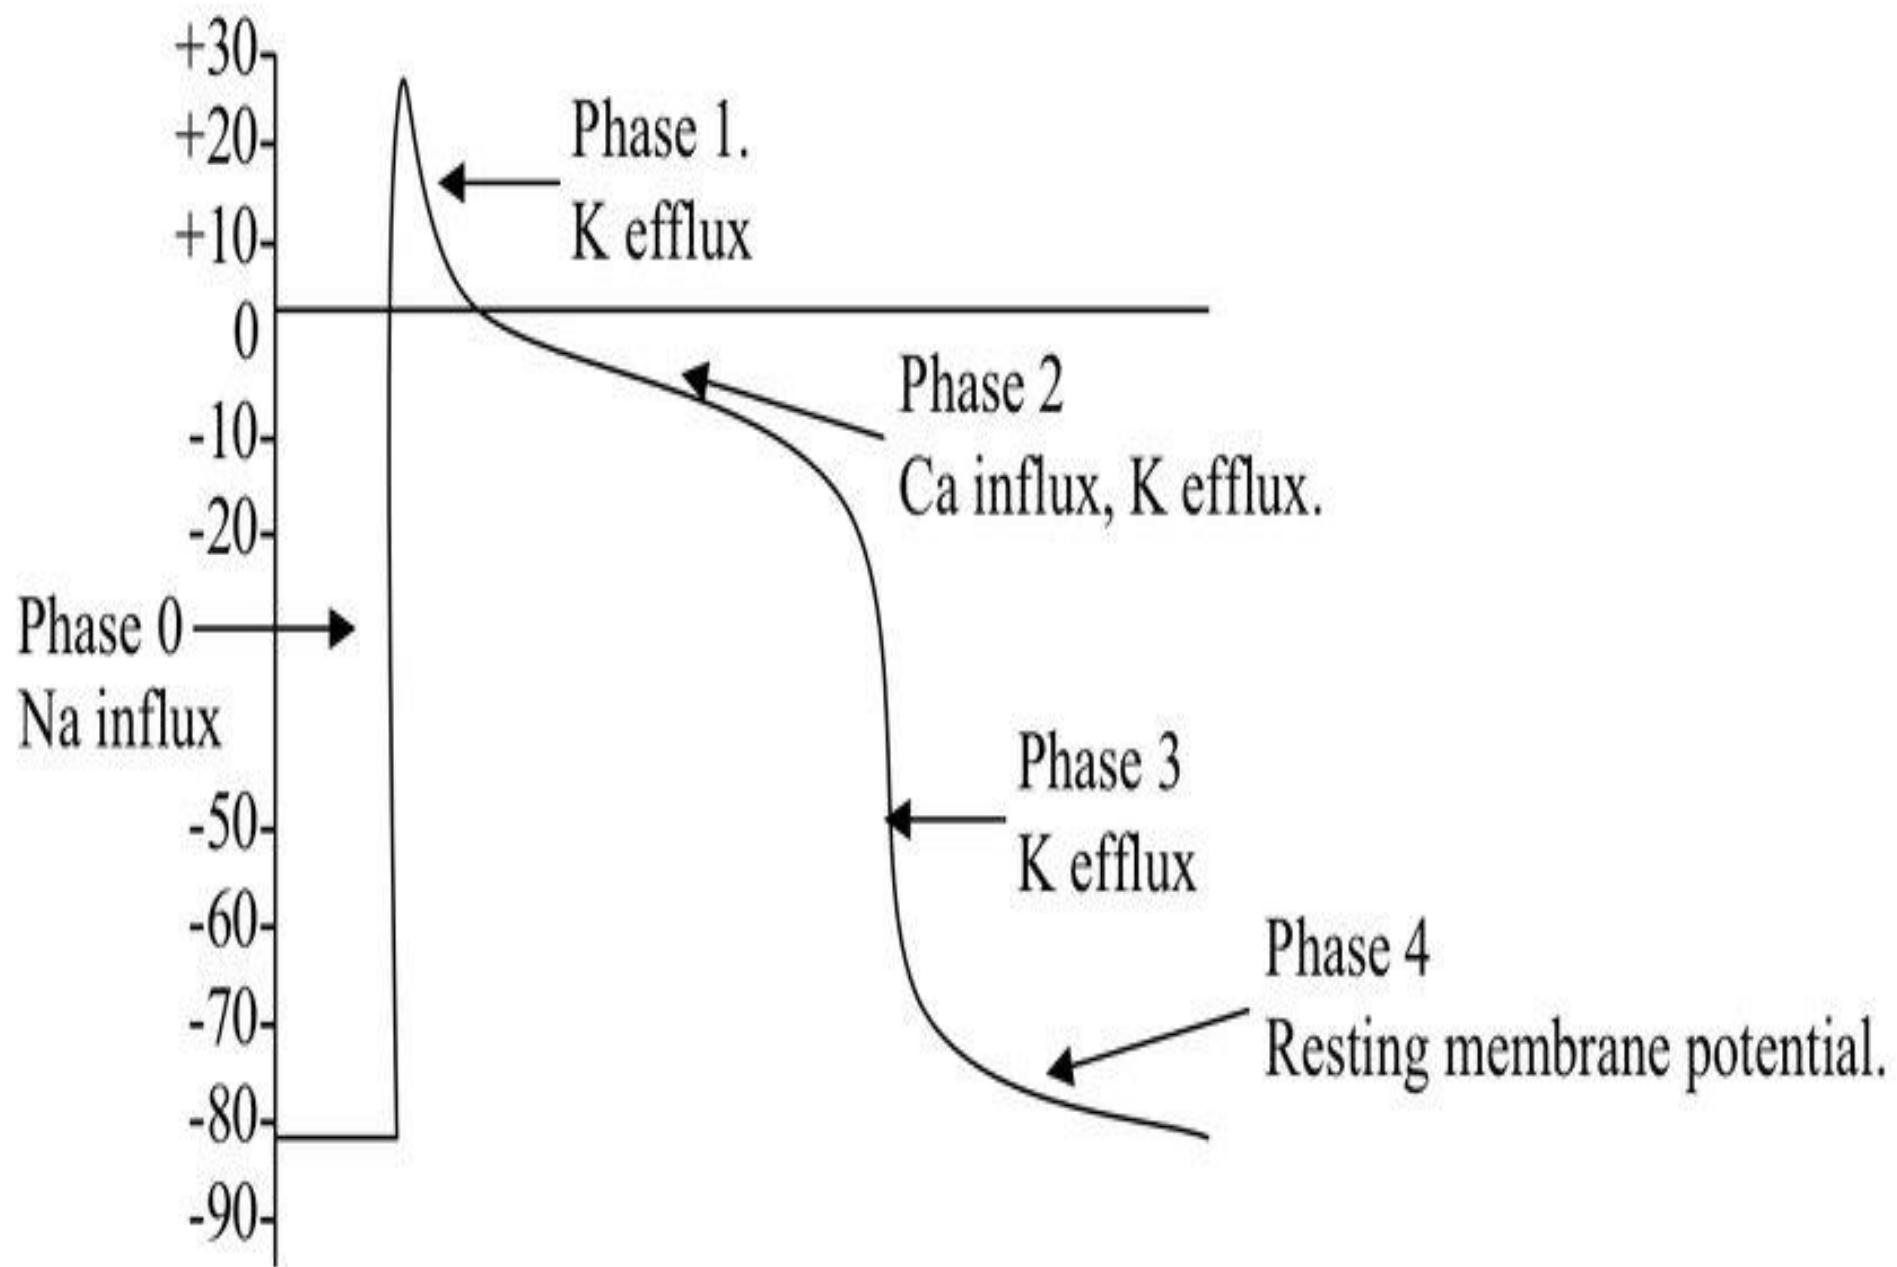 +30
+20
+10
0
-10
-20
-50
-60
-70
-80
-90
Phase 0
Na influx
Phase 1.
K efflux
Phase 2
Ca influx, K efflux.
Phase 3
K efflux
Phase 4
Resting membrane potential.